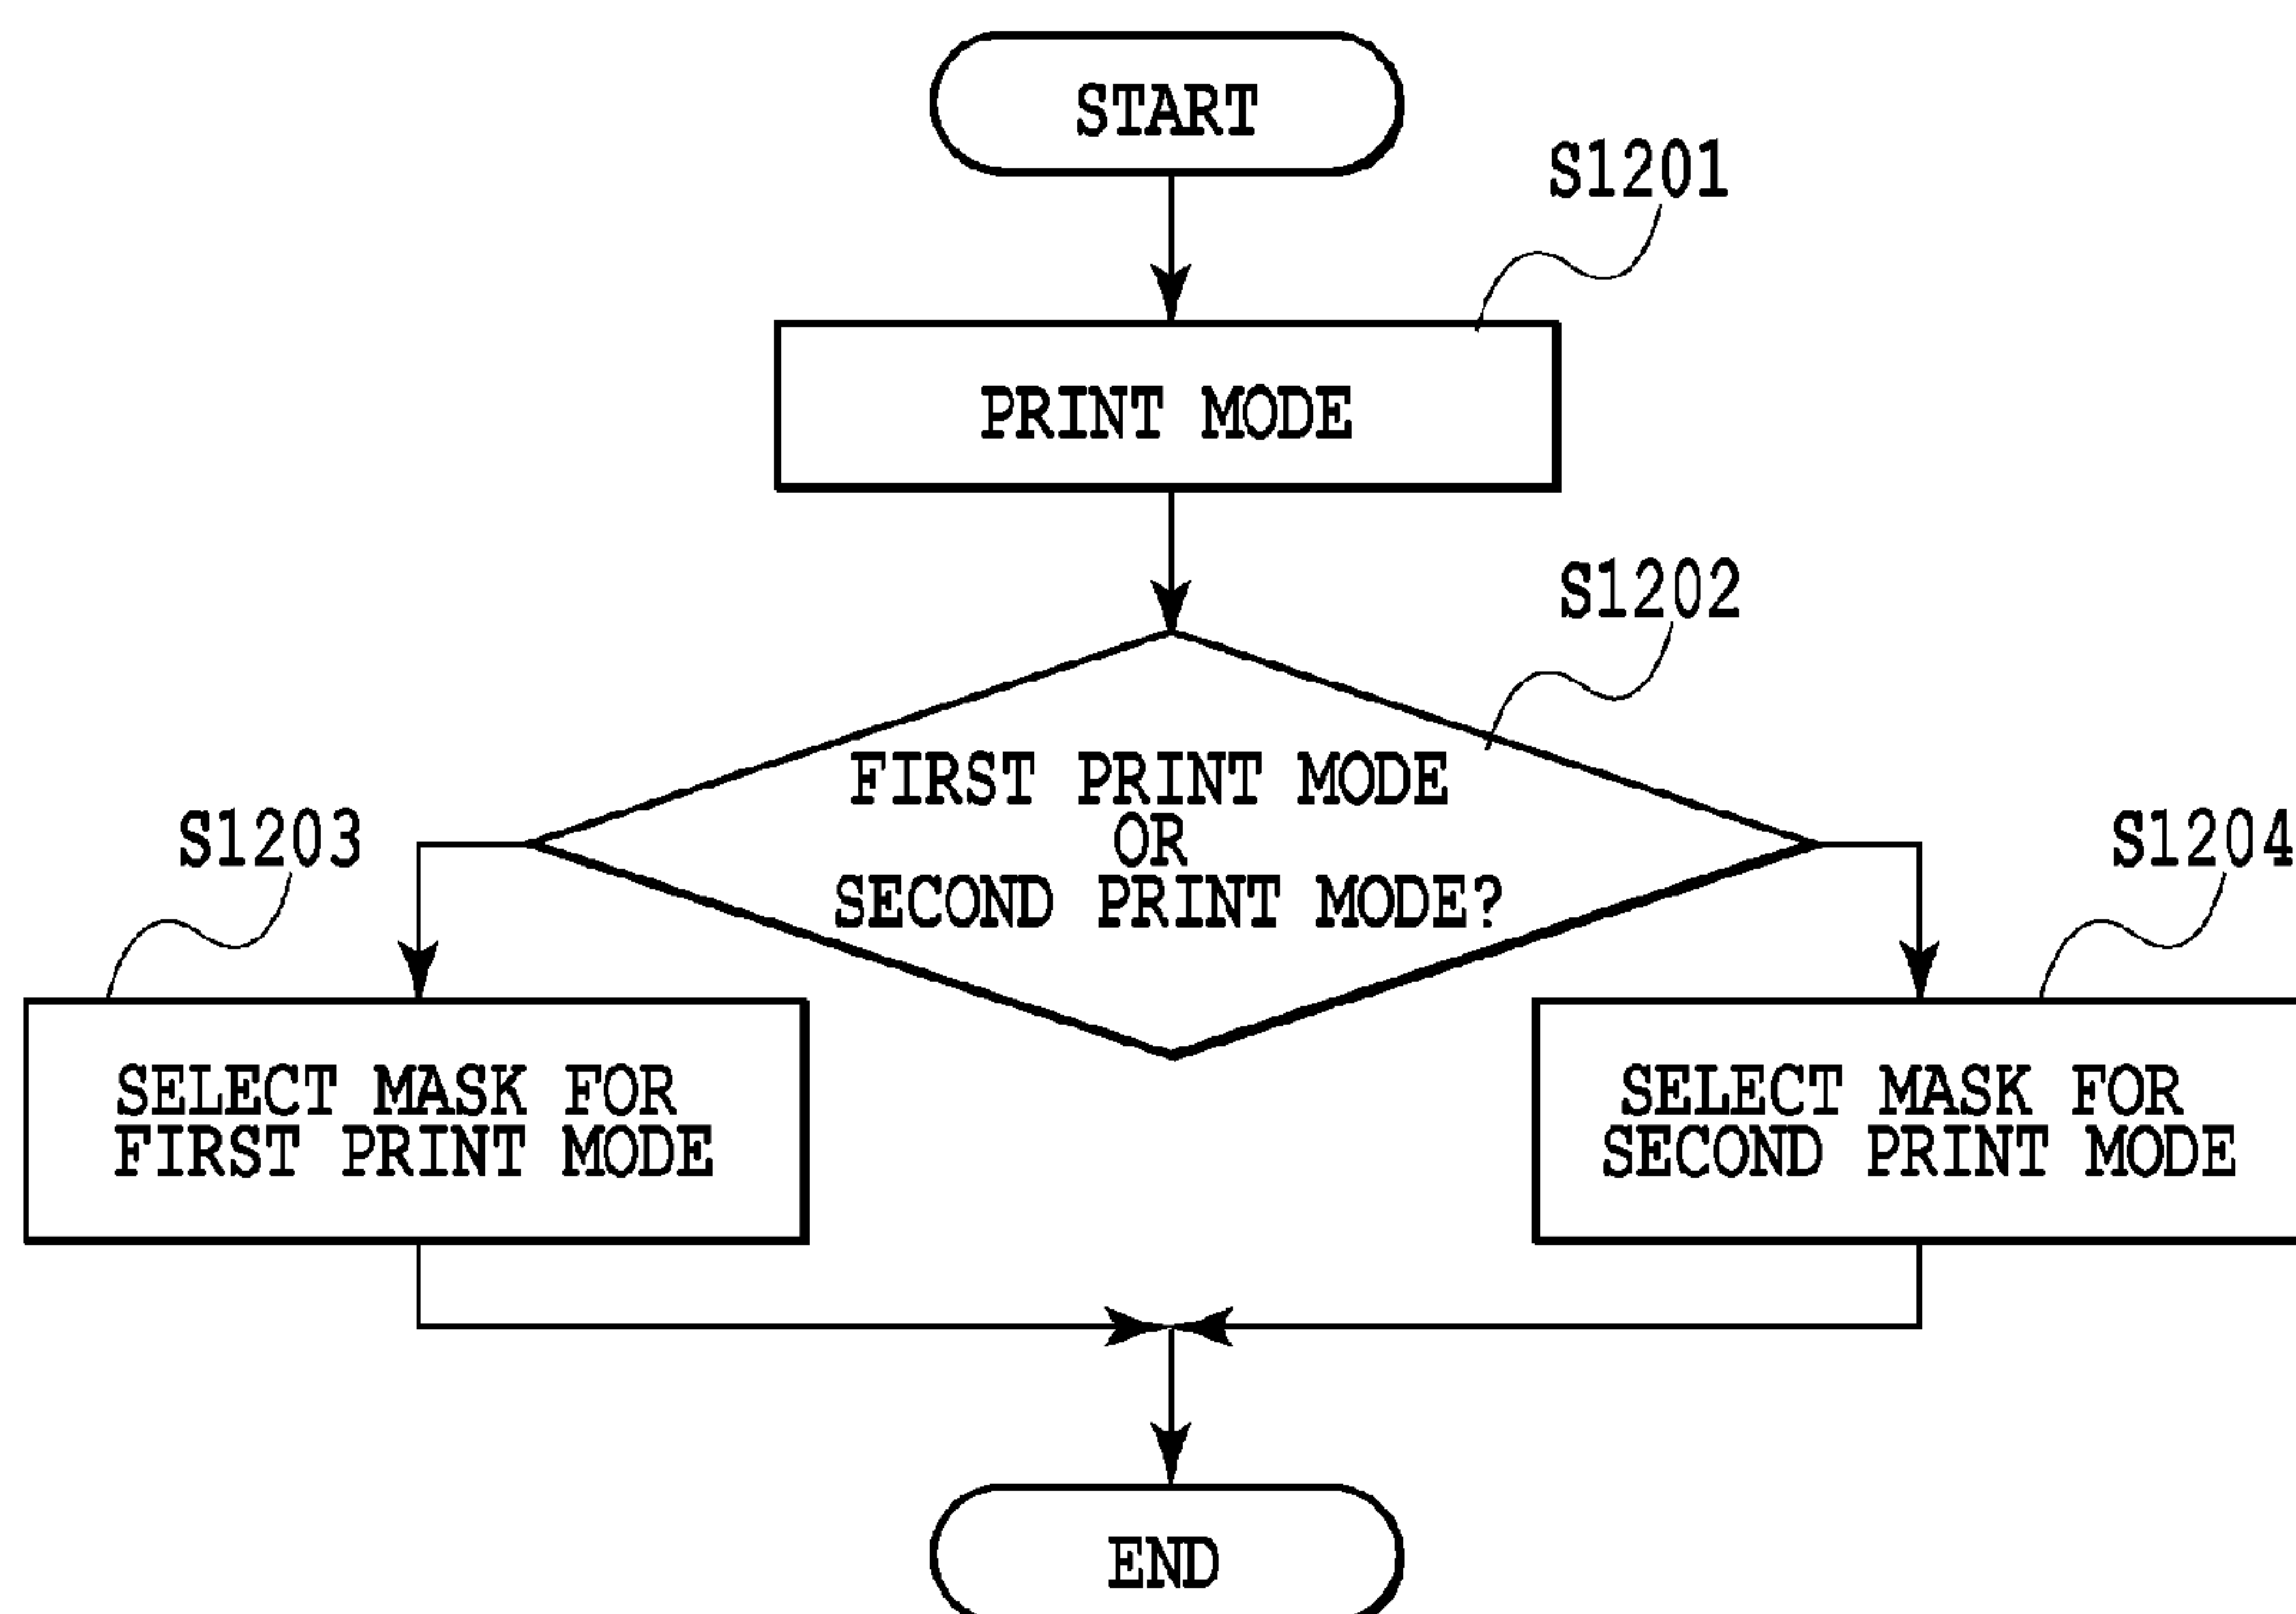 START
S1201
PRINT MODE
S1202
FIRST PRINT MODE
OR
SECOND PRINT MODE?
S1203
S1204
SELECT MASK FOR
FIRST PRINT MODE
SELECT MASK FOR
SECOND PRINT MODE
END